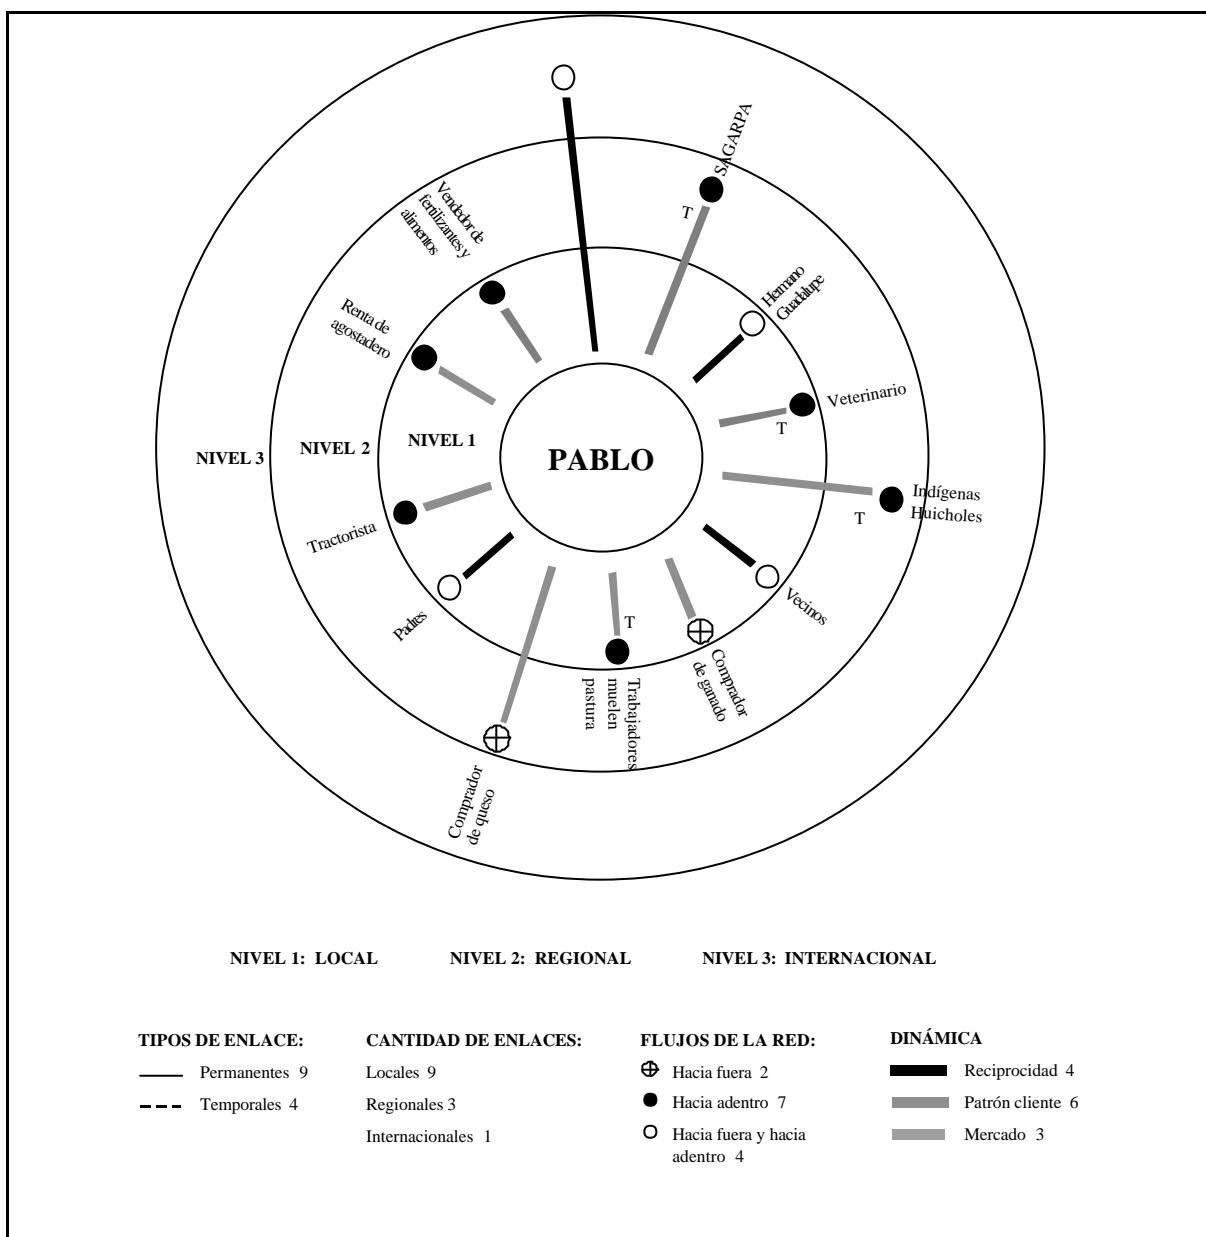 SAGARPA
T
Vendedor de
fertilizantes y
alimentos
Hermano
Guadalupe
Renta de
agostadero
Veterinario
T
NIVEL 3
NIVEL 2
NIVEL 1
PABLO
Indígenas
Huicholes
T
Tractorista
Padres
Vecinos
T
Trabajadores
muelen
pastura
Comprador
de ganado
Comprador
de queso
NIVEL 1: LOCAL
NIVEL 2: REGIONAL
NIVEL 3: INTERNACIONAL
TIPOS DE ENLACE:
Permanentes 9
Temporales 4
CANTIDAD DE ENLACES:
Locales 9
Regionales 3
Internacionales 1
FLUJOS DE LA RED:
Hacia fuera 2
Hacia adentro 7
Hacia fuera y hacia
adentro 4
DINÁMICA
Reciprocidad 4
Patrón cliente 6
Mercado 3